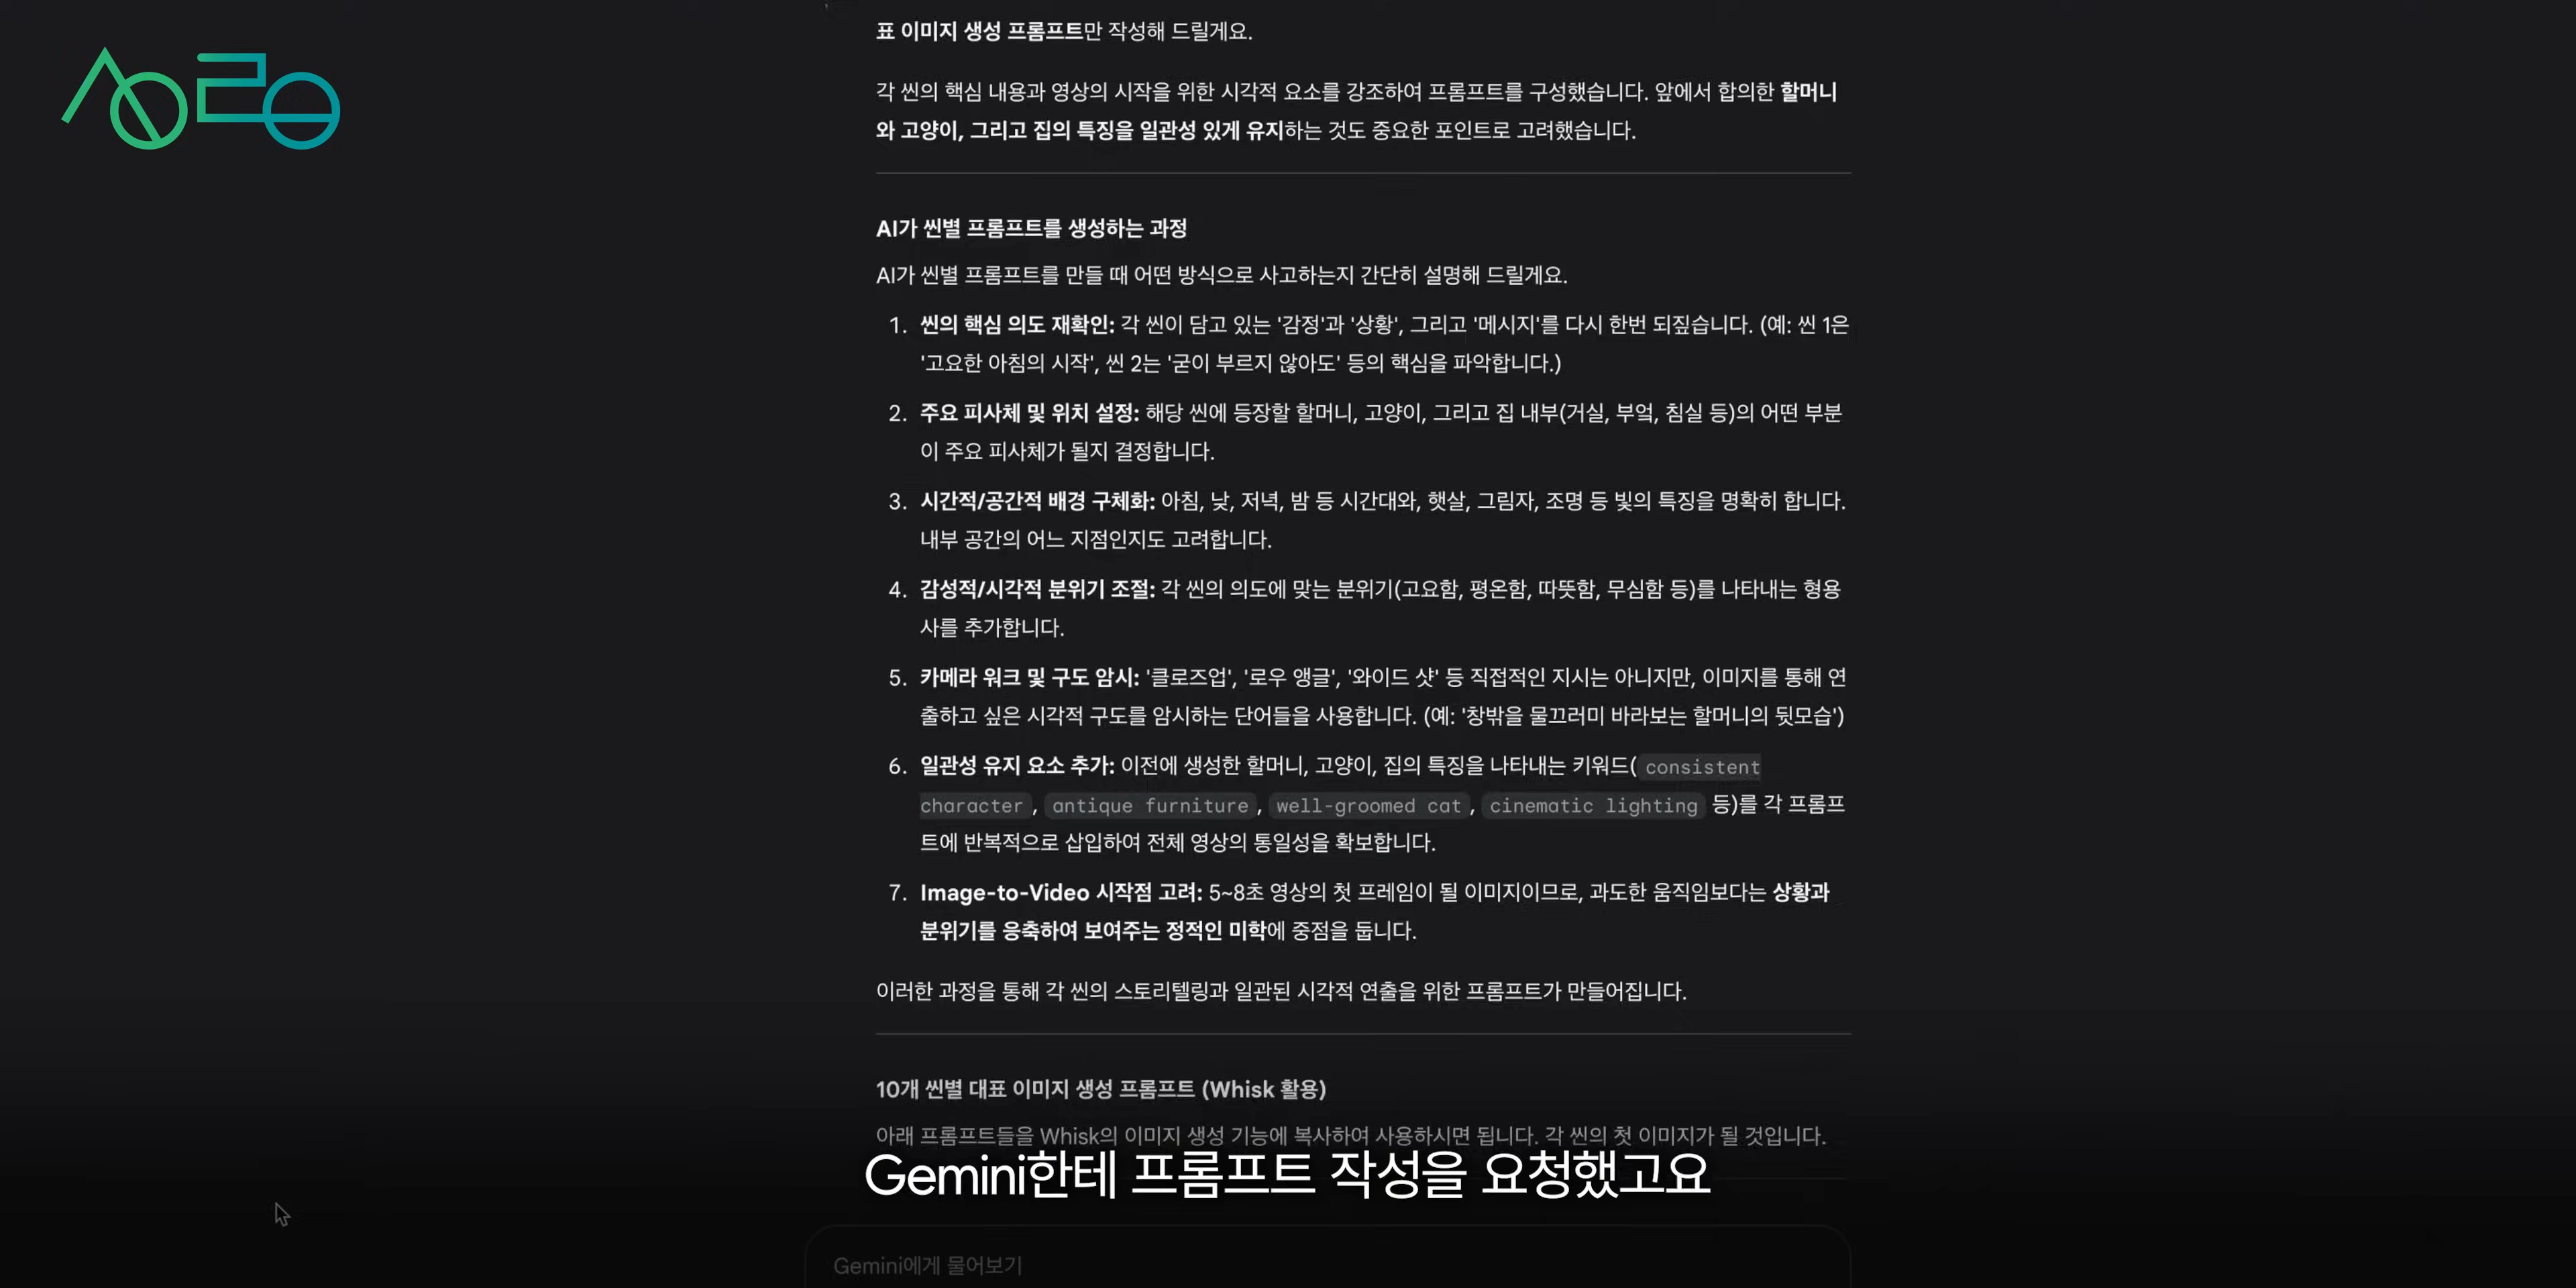 표 이미지 생성 프롬프트만 작성해 드릴게요.
각 씬의 핵심 내용과 영상의 시작을 위한 시각적 요소를 강조하여 프롬프트를 구성했습니다. 앞에서 합의한 할머니
와 고양이, 그리고 집의 특징을 일관성 있게 유지하는 것도 중요한 포인트로 고려했습니다.
AI가 씬별 프롬프트를 생성하는 과정
AI가 씬별 프롬프트를 만들 때 어떤 방식으로 사고하는지 간단히 설명해 드릴게요.
1. 씬의 핵심 의도 재확인: 각 씬이 담고 있는 '감정'과 '상황', 그리고 '메시지'를 다시 한번 되짚습니다. (예: 씬 1은
'고요한 아침의 시작', 씬 2는 '굳이 부르지 않아도' 등의 핵심을 파악합니다.)
2. 주요 피사체 및 위치 설정: 해당 씬에 등장할 할머니, 고양이, 그리고 집 내부(거실, 부엌, 침실 등)의 어떤 부분
이 주요 피사체가 될지 결정합니다.
3. 시간적/공간적 배경 구체화: 아침, 낮, 저녁, 밤 등 시간대와, 햇살, 그림자, 조명 등 빛의 특징을 명확히 합니다.
내부 공간의 어느 지점인지도 고려합니다.
4. 감성적/시각적 분위기 조절: 각 씬의 의도에 맞는 분위기(고요함, 평온함, 따뜻함, 무심함 등)를 나타내는 형용
사를 추가합니다.
5. 카메라 워크 및 구도 암시: '클로즈업', '로우 앵글', '와이드 샷' 등 직접적인 지시는 아니지만, 이미지를 통해 연
출하고 싶은 시각적 구도를 암시하는 단어들을 사용합니다. (예: '창밖을 물끄러미 바라보는 할머니의 뒷모습')
6. 일관성 유지 요소 추가: 이전에 생성한 할머니, 고양이, 집의 특징을 나타내는 키워드( consistent
character , antique furniture , well-groomed cat , cinematic lighting 등)를 각 프롬프
트에 반복적으로 삽입하여 전체 영상의 통일성을 확보합니다.
7. Image-to-Video 시작점 고려: 5~8초 영상의 첫 프레임이 될 이미지이므로, 과도한 움직임보다는 상황과
분위기를 응축하여 보여주는 정적인 미학에 중점을 둡니다.
이러한 과정을 통해 각 씬의 스토리텔링과 일관된 시각적 연출을 위한 프롬프트가 만들어집니다.
10개 씬별 대표 이미지 생성 프롬프트 (Whisk 활용)
아래 프롬프트들을 Whisk의 이미지 생성 기능에 복사하여 사용하시면 됩니다. 각 씬의 첫 이미지가 될 것입니다.
Gemini한테 프롬프트 작성을 요청했고요
Gemini에게 물어보기